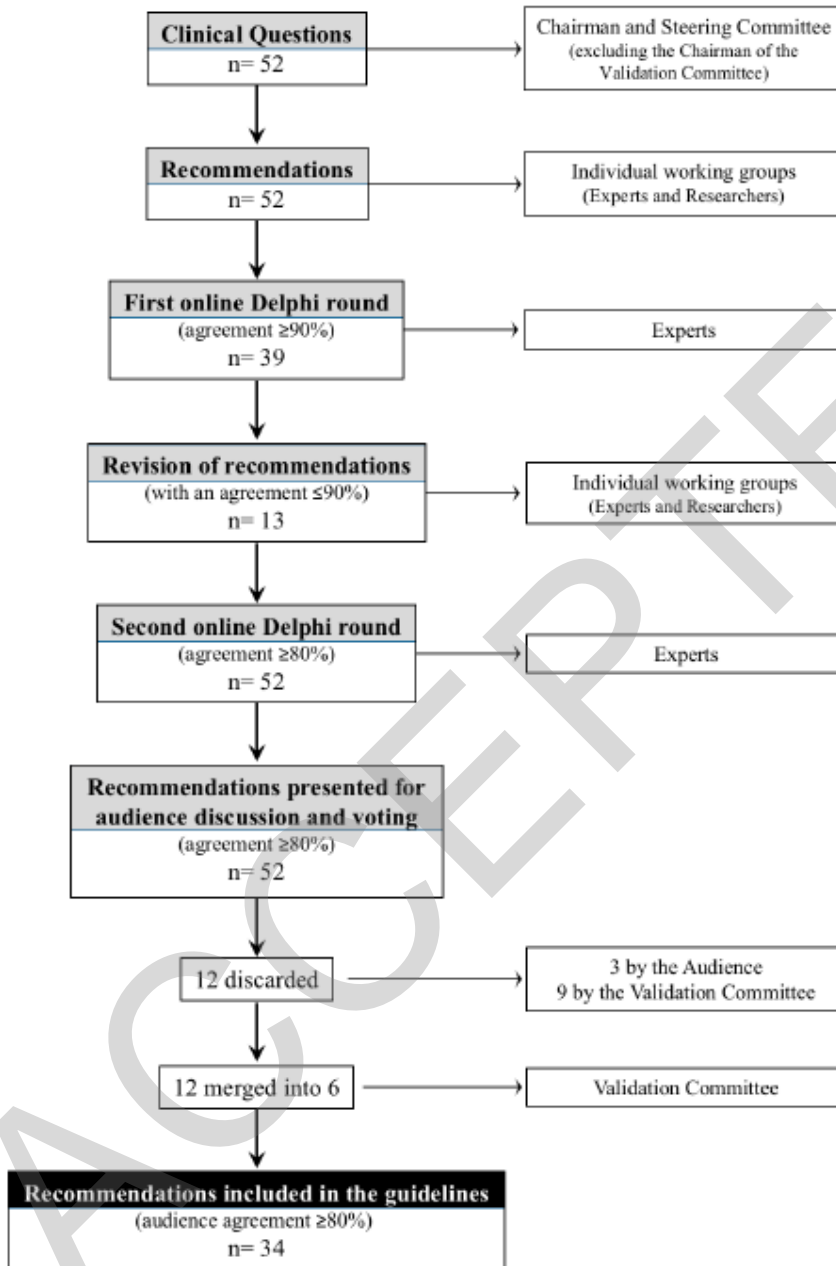 Clinical Questions
n= 52
Chairman and Steering Committee
(excluding the Chairman of the
Validation Committee)
Recommendations
n= 52
Individual working groups
(Experts and Researchers)
First online Delphi round
(agreement ≥90%)
n= 39
Experts
Revision of recommendations
(with an agreement ≤90%)
n= 13
Individual working groups
(Experts and Researchers)
Second online Delphi round
(agreement ≥80%)
n= 52
Experts
Recommendations presented for
audience discussion and voting
(agreement ≥80%)
n= 52
12 discarded
3 by the Audience
9 by the Validation Committee
12 merged into 6
Validation Committee
Recommendations included in the guidelines
(audience agreement ≥80%)
n= 34
ACCEPTE